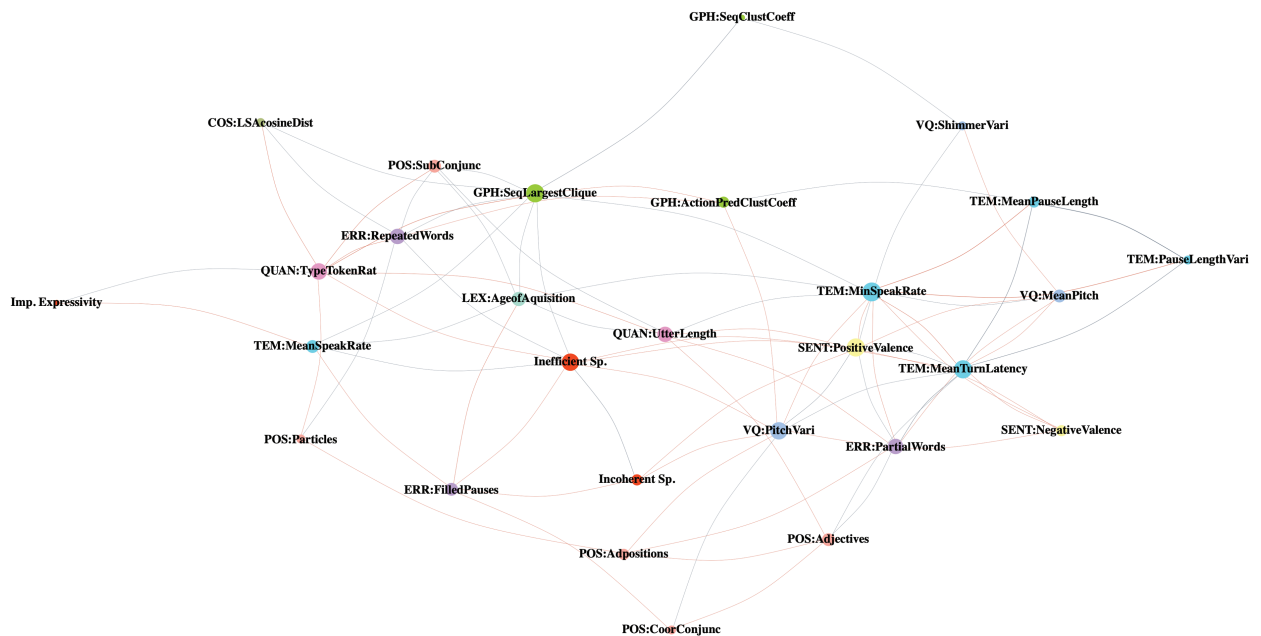 GPH:SeqClustCoeff
COS:LSAcosineDist
VQ:ShimmerVari
POS:SubConjunc
GPH:SeqLargestClique
GPH:ActionPredClustCoeff
TEM:MeanPauseLength
ERR:RepeatedWords
TEM:PauseLengthVari
QUAN:TypeTokenRat
TEM:MinSpeakRate
VQ:MeanPitch
LEX:AgeofAquisition
Imp. Expressivity
QUAN:UtterLength
TEM:MeanSpeakRate
SENT:PositiveValence
Inefficient Sp.
TEM:MeanTurnLatency
VQ:PitchVari
SENT:NegativeValence
POS:Particles
ERR:PartialWords
Incoherent Sp.
ERR:FilledPauses
POS:Adjectives
POS:Adpositions
POS:CoorConjunc